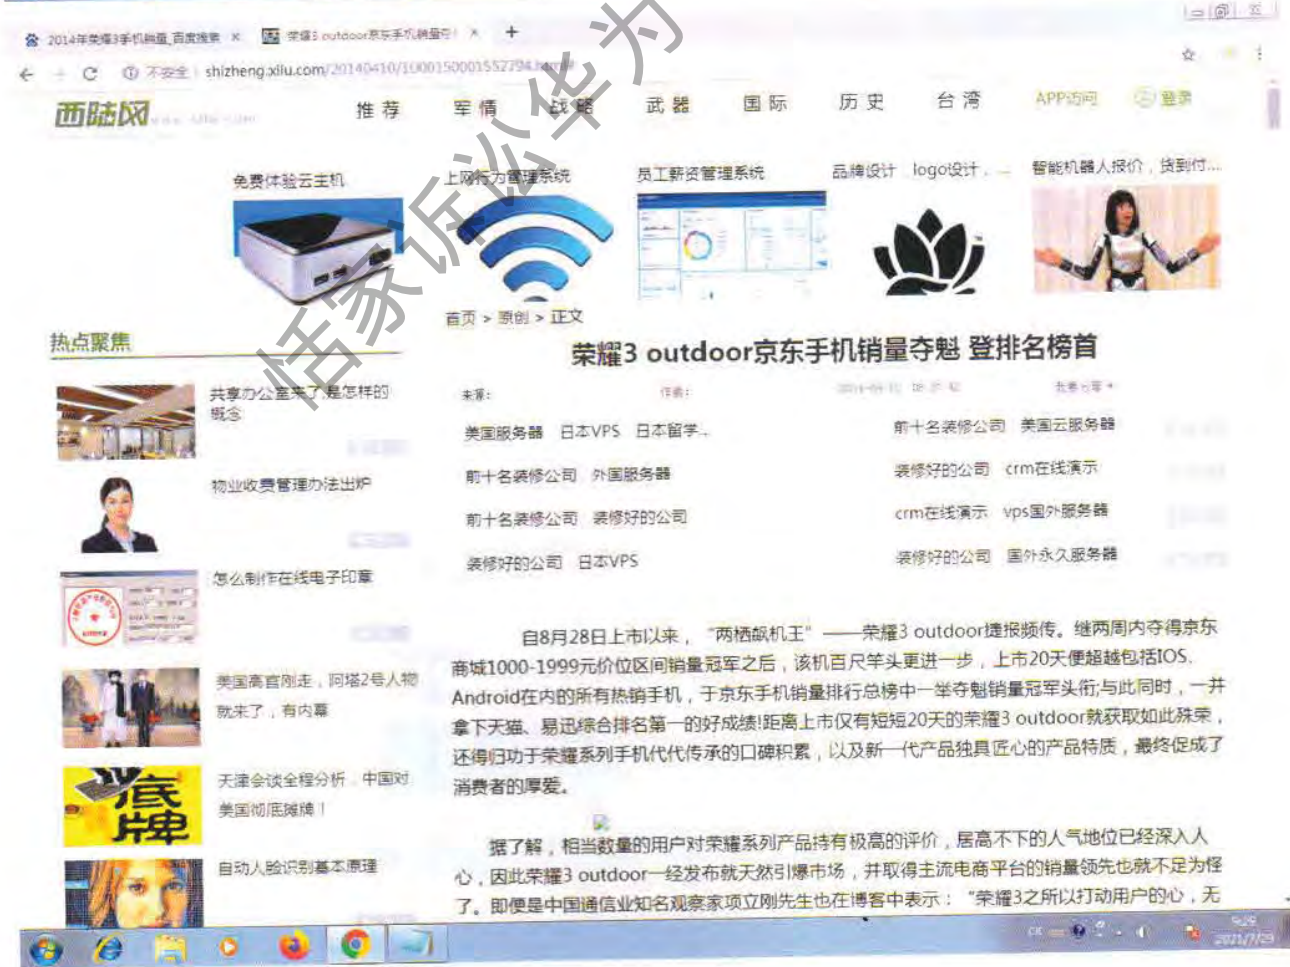 2014年荣耀3手机销量_百度搜索 ×
荣耀3 outdoor京东手机销量夺! × +
不安全 shizheng.xilu.com/20140410/1000150001552794.html
西陆网
推荐 军情 战略 武器 国际 历史 台湾 APP访问 登录
免费体验云主机
上网行为管理系统
员工薪资管理系统
品牌设计，logo设计，...
智能机器人报价，货到付...
恬家诉讼华为
首页 > 原创 > 正文
热点聚焦
荣耀3 outdoor京东手机销量夺魁 登排名榜首
来源： 作者：
共享办公室来了,是怎样的
概念
美国服务器 日本VPS 日本留学..
前十名装修公司 美国云服务器
前十名装修公司 外国服务器
装修好的公司 crm在线演示
物业收费管理办法出炉
前十名装修公司 装修好的公司
crm在线演示 vps国外服务器
装修好的公司 日本VPS
装修好的公司 国外永久服务器
怎么制作在线电子印章
美国高官刚走，阿塔2号人物
就来了，有内幕
天津会谈全程分析，中国对
美国彻底摊牌！
底牌
自动人脸识别基本原理
自8月28日上市以来，“两栖飙机王”——荣耀3 outdoor捷报频传。继两周内夺得京东
商城1000-1999元价位区间销量冠军之后，该机百尺竿头更进一步，上市20天便超越包括IOS、
Android在内的所有热销手机，于京东手机销量排行总榜中一举夺魁销量冠军头衔;与此同时，一并
拿下天猫、易迅综合排名第一的好成绩!距离上市仅有短短20天的荣耀3 outdoor就获取如此殊荣，
还得归功于荣耀系列手机代代传承的口碑积累，以及新一代产品独具匠心的产品特质，最终促成了
消费者的厚爱。
据了解，相当数量的用户对荣耀系列产品持有极高的评价，居高不下的人气地位已经深入人
心，因此荣耀3 outdoor一经发布就天然引爆市场，并取得主流电商平台的销量领先也就不足为怪
了。即便是中国通信业知名观察家项立刚先生也在博客中表示：“荣耀3之所以打动用户的心，无
9:29
2021/7/29